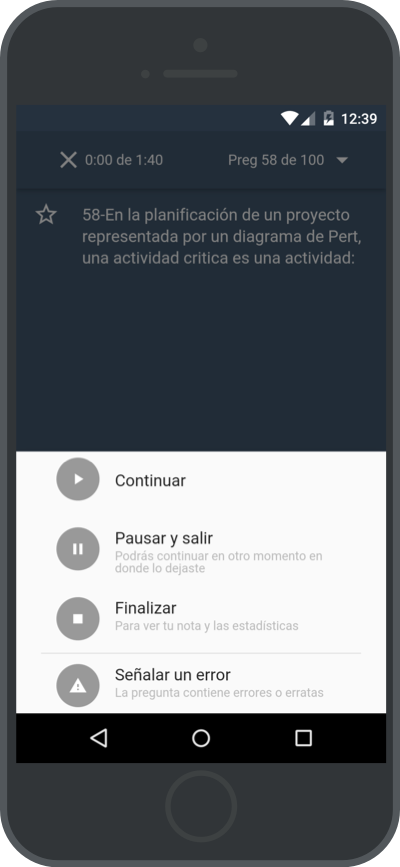 12:39
0:00 de 1:40 Preg 58 de 100
58-En la planificación de un proyecto
representada por un diagrama de Pert,
una actividad critica es una actividad:
Continuar
Pausar y salir
Podrás continuar en otro momento en
donde lo dejaste
Finalizar
Para ver tu nota y las estadísticas
Señalar un error
La pregunta contiene errores o erratas